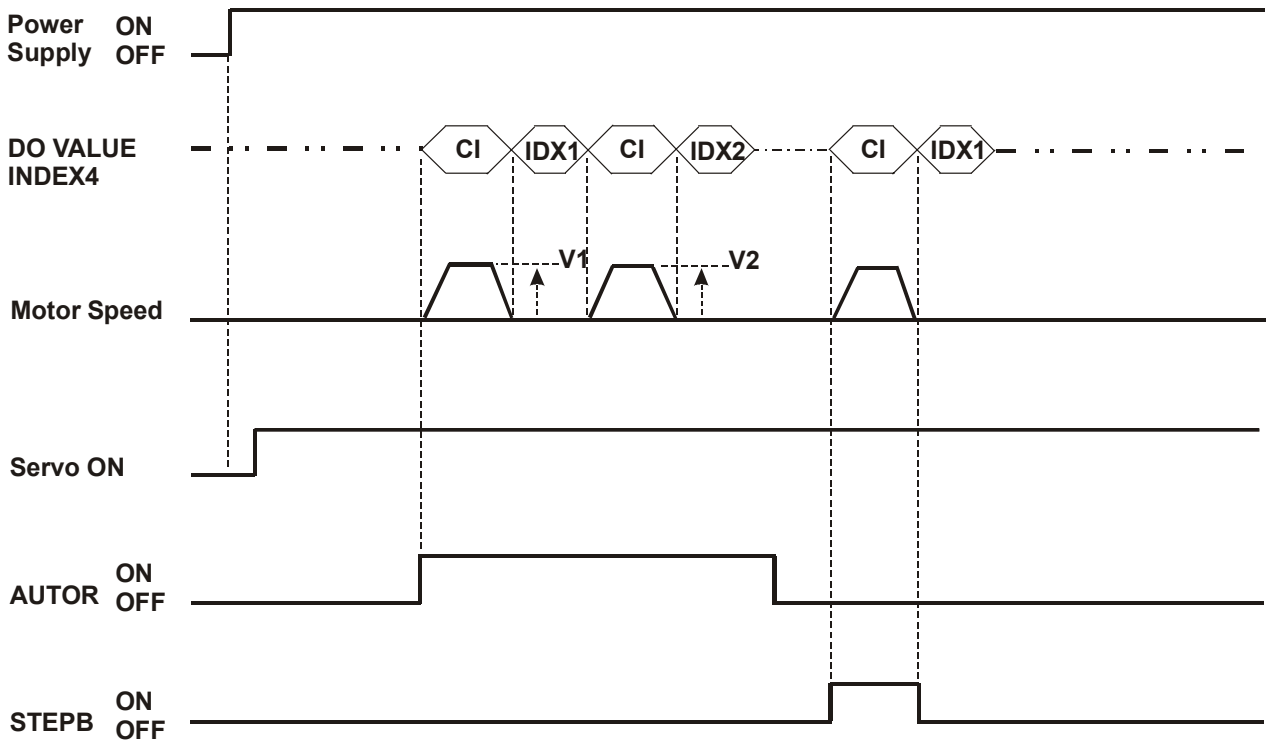 Power ON
Supply OFF
DO VALUE
INDEX4
CI IDX1 CI IDX2 CI IDX1
V1 V2
Motor Speed
Servo ON
ON
AUTOR OFF
ON
STEPB OFF